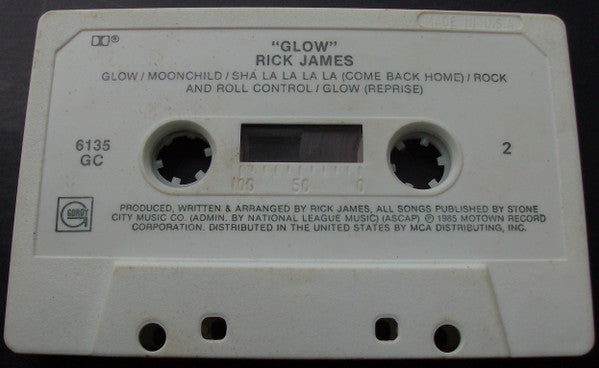 MADE IN U.S.A.
"GLOW"
RICK JAMES
GLOW / MOONCHILD / SHA LA LA LA LA (COME BACK HOME) / ROCK
AND ROLL CONTROL / GLOW (REPRISE)
6135
GC
2
100 50 0
GORDY
PRODUCED, WRITTEN & ARRANGED BY RICK JAMES, ALL SONGS PUBLISHED BY STONE
CITY MUSIC CO. (ADMIN. BY NATIONAL LEAGUE MUSIC) (ASCAP) ℗ 1985 MOTOWN RECORD
CORPORATION. DISTRIBUTED IN THE UNITED STATES BY MCA DISTRIBUTING, INC.